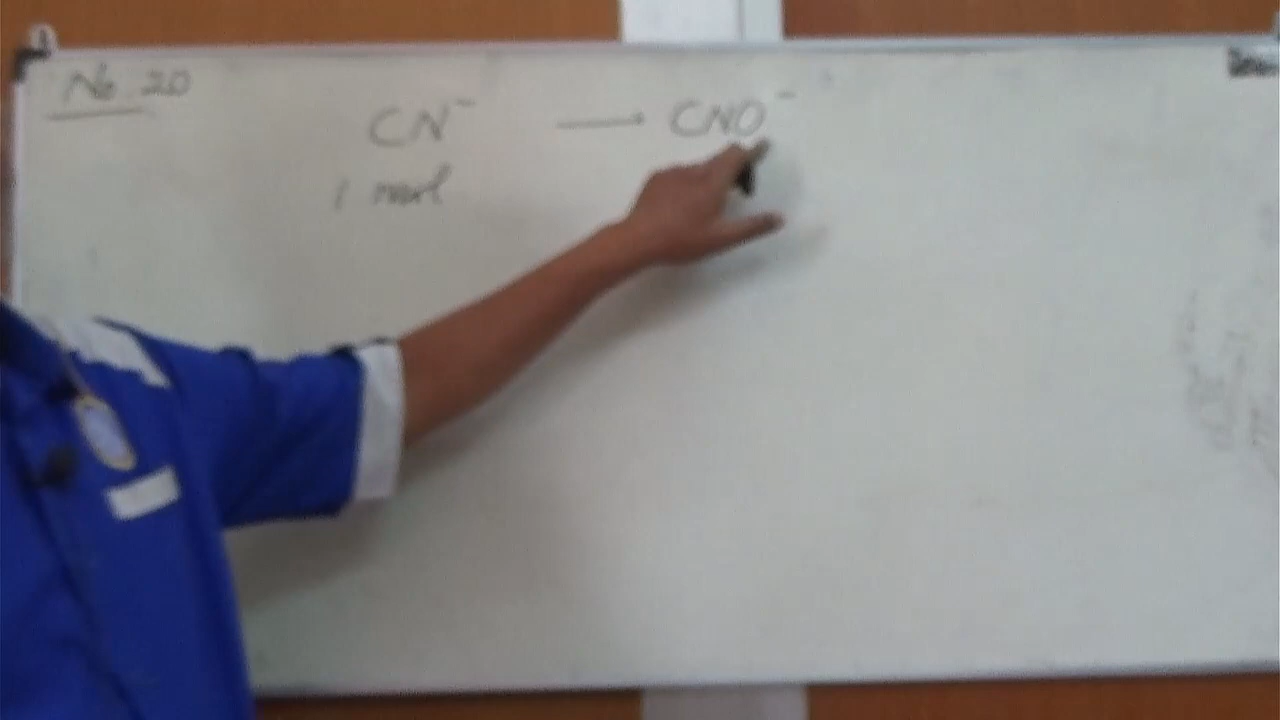 No 20
CN⁻ → CNO⁻
1 mol